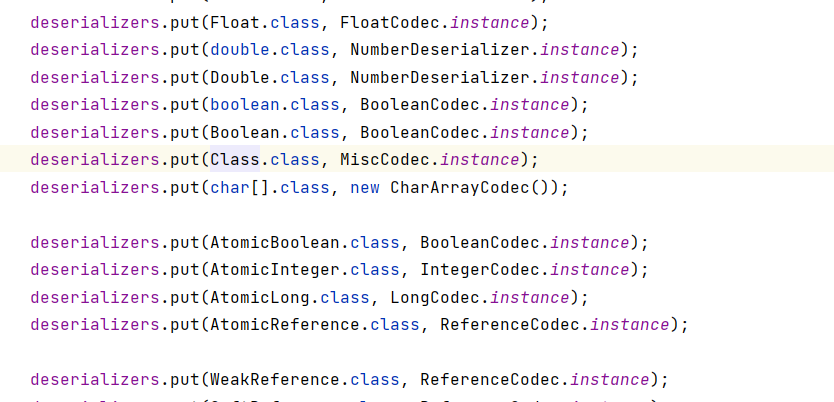 deserializers.put(Float.class, FloatCodec.instance);
deserializers.put(double.class, NumberDeserializer.instance);
deserializers.put(Double.class, NumberDeserializer.instance);
deserializers.put(boolean.class, BooleanCodec.instance);
deserializers.put(Boolean.class, BooleanCodec.instance);
deserializers.put(Class.class, MiscCodec.instance);
deserializers.put(char[].class, new CharArrayCodec());
deserializers.put(AtomicBoolean.class, BooleanCodec.instance);
deserializers.put(AtomicInteger.class, IntegerCodec.instance);
deserializers.put(AtomicLong.class, LongCodec.instance);
deserializers.put(AtomicReference.class, ReferenceCodec.instance);
deserializers.put(WeakReference.class, ReferenceCodec.instance);